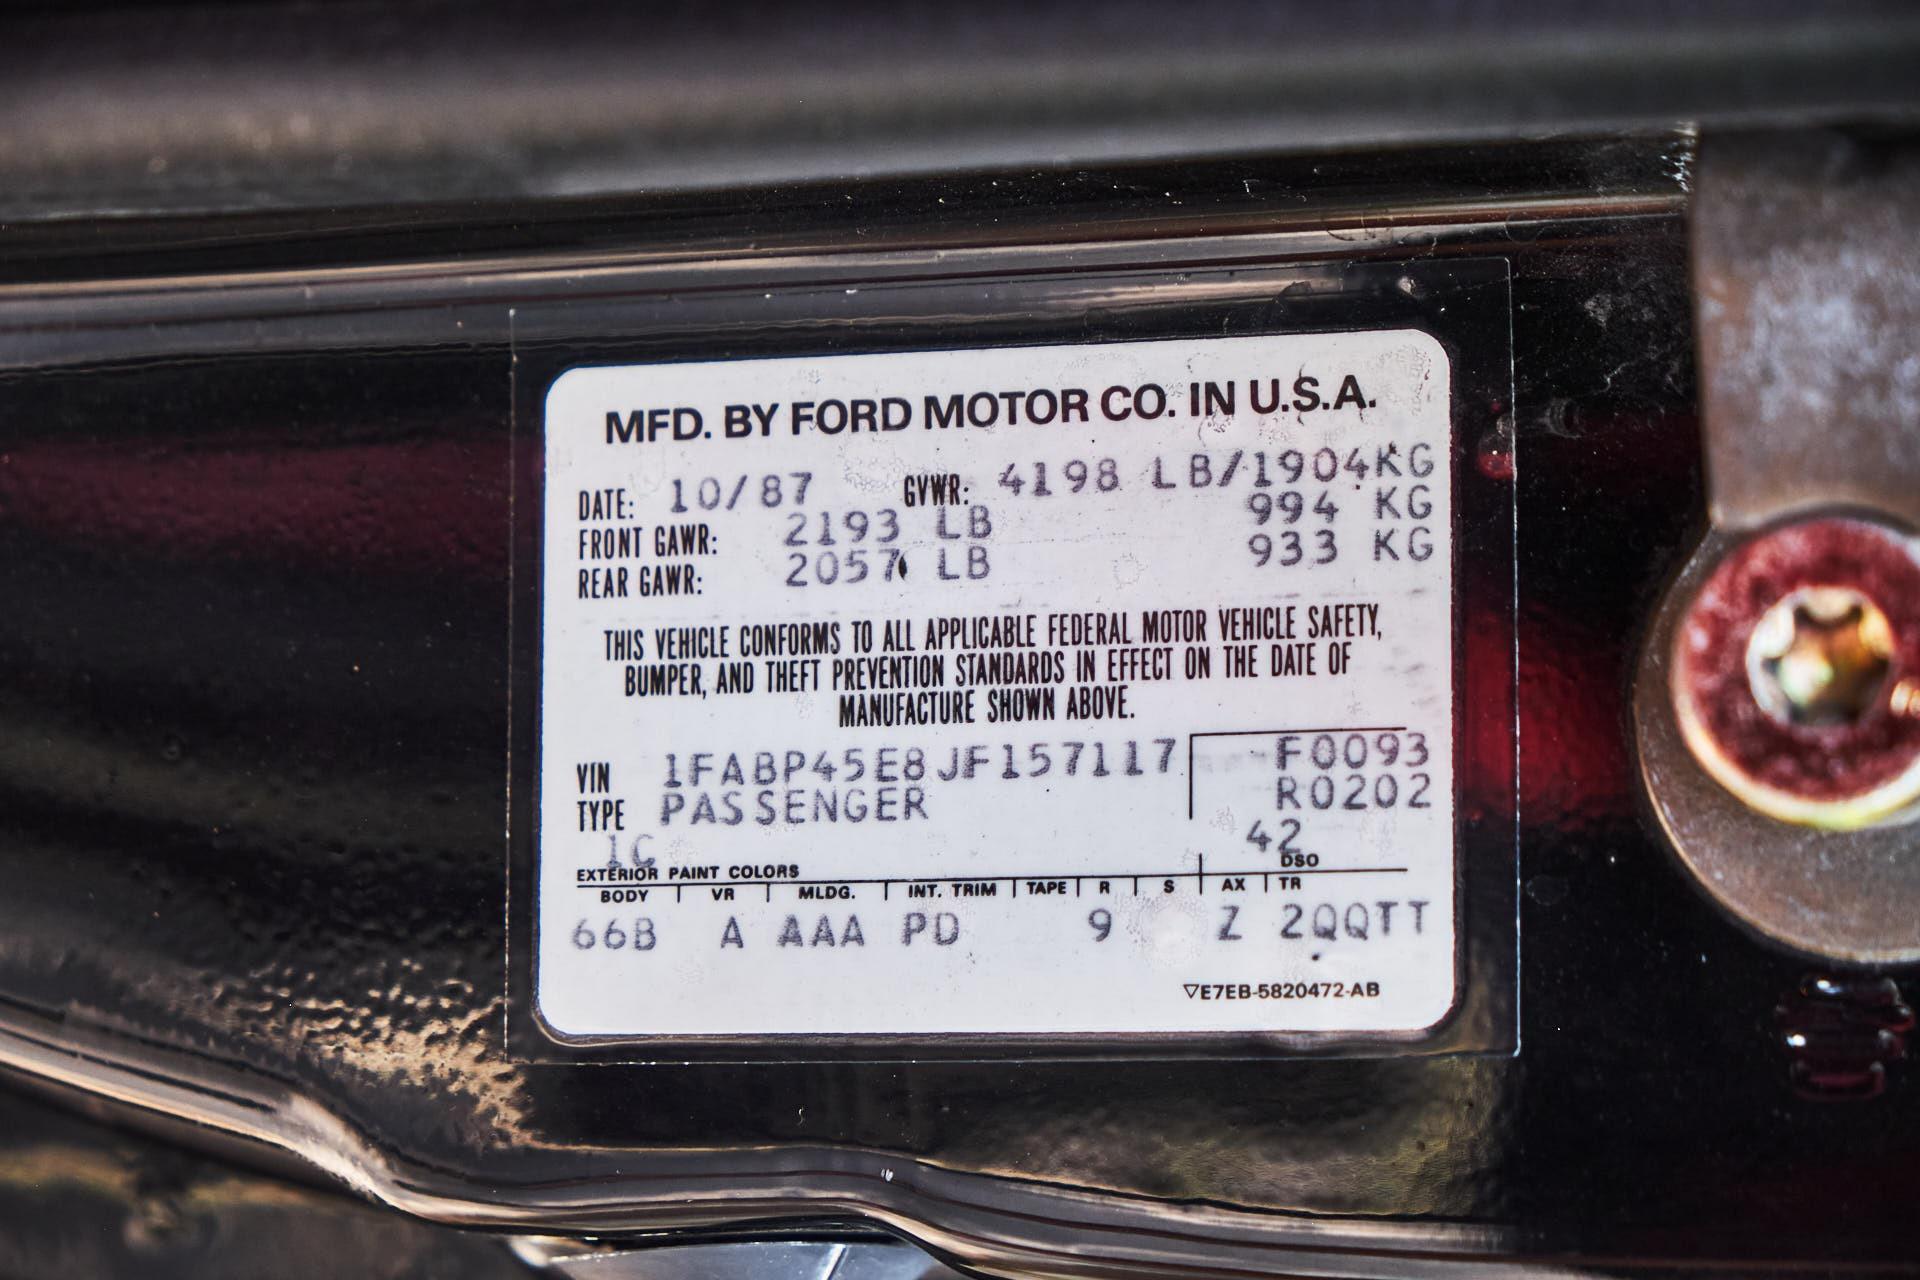 MFD. BY FORD MOTOR CO. IN U.S.A.
DATE: 10/87 GVWR: 4198 LB/1904KG
FRONT GAWR: 2193 LB 994 KG
REAR GAWR: 2057 LB 933 KG
THIS VEHICLE CONFORMS TO ALL APPLICABLE FEDERAL MOTOR VEHICLE SAFETY,
BUMPER, AND THEFT PREVENTION STANDARDS IN EFFECT ON THE DATE OF
MANUFACTURE SHOWN ABOVE.
VIN 1FABP45E8JF157117 F0093
TYPE PASSENGER R0202
1C 42
EXTERIOR PAINT COLORS DSO
BODY VR MLDG. INT. TRIM TAPE R S AX TR
66B A AAA PD 9 Z 2QQTT
▽E7EB-5820472-AB